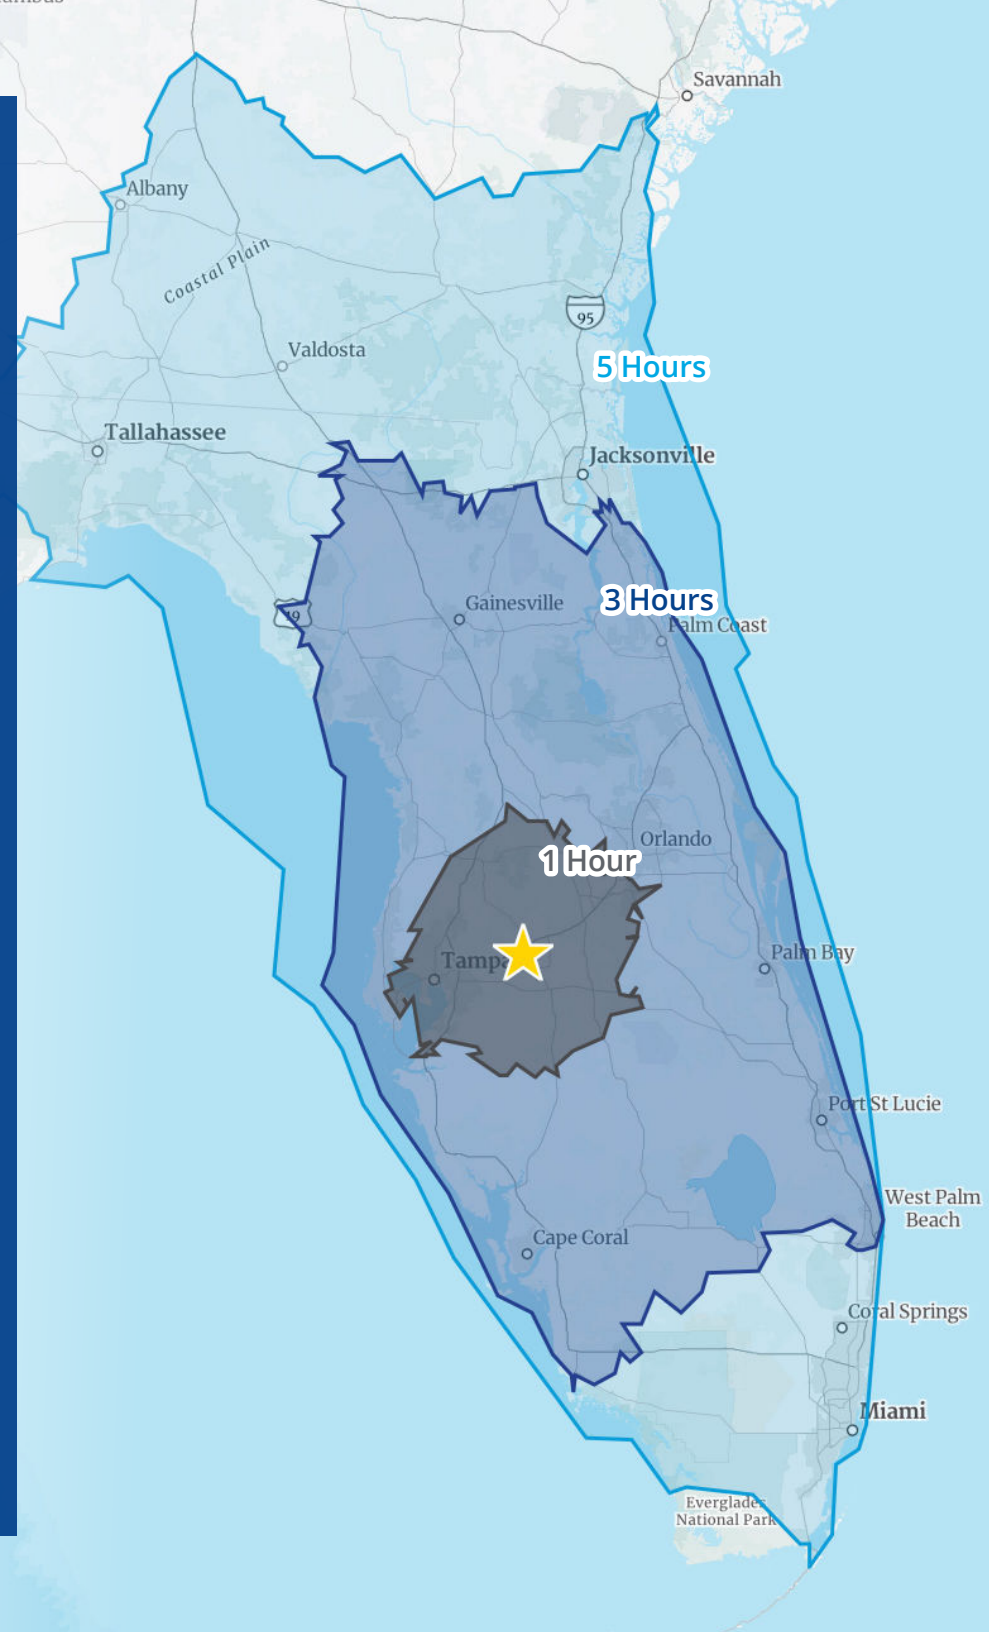 Savannah
Albany
Coastal Plain
95
Valdosta
5 Hours
Tallahassee
Jacksonville
Gainesville
3 Hours
19
Palm Coast
Orlando
1 Hour
Palm Bay
Tampa
Port St Lucie
West Palm
Beach
Cape Coral
Coral Springs
Miami
Everglades
National Park